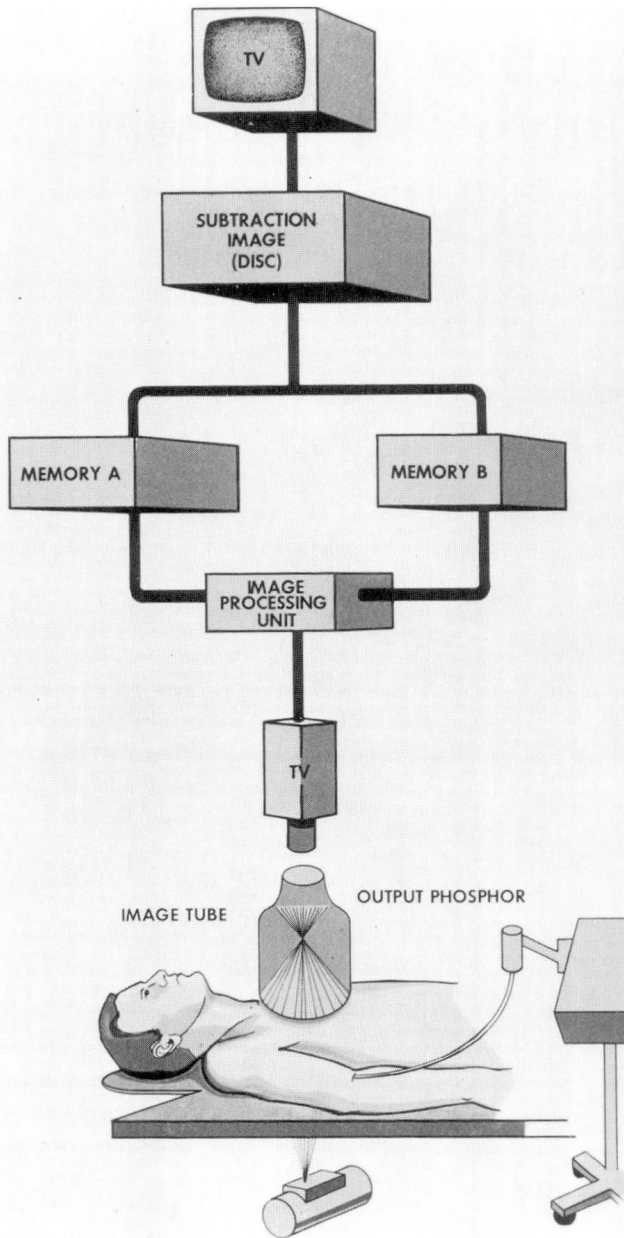 TV
SUBTRACTION
IMAGE
(DISC)
MEMORY A
MEMORY B
IMAGE
PROCESSING
UNIT
TV
IMAGE TUBE
OUTPUT PHOSPHOR